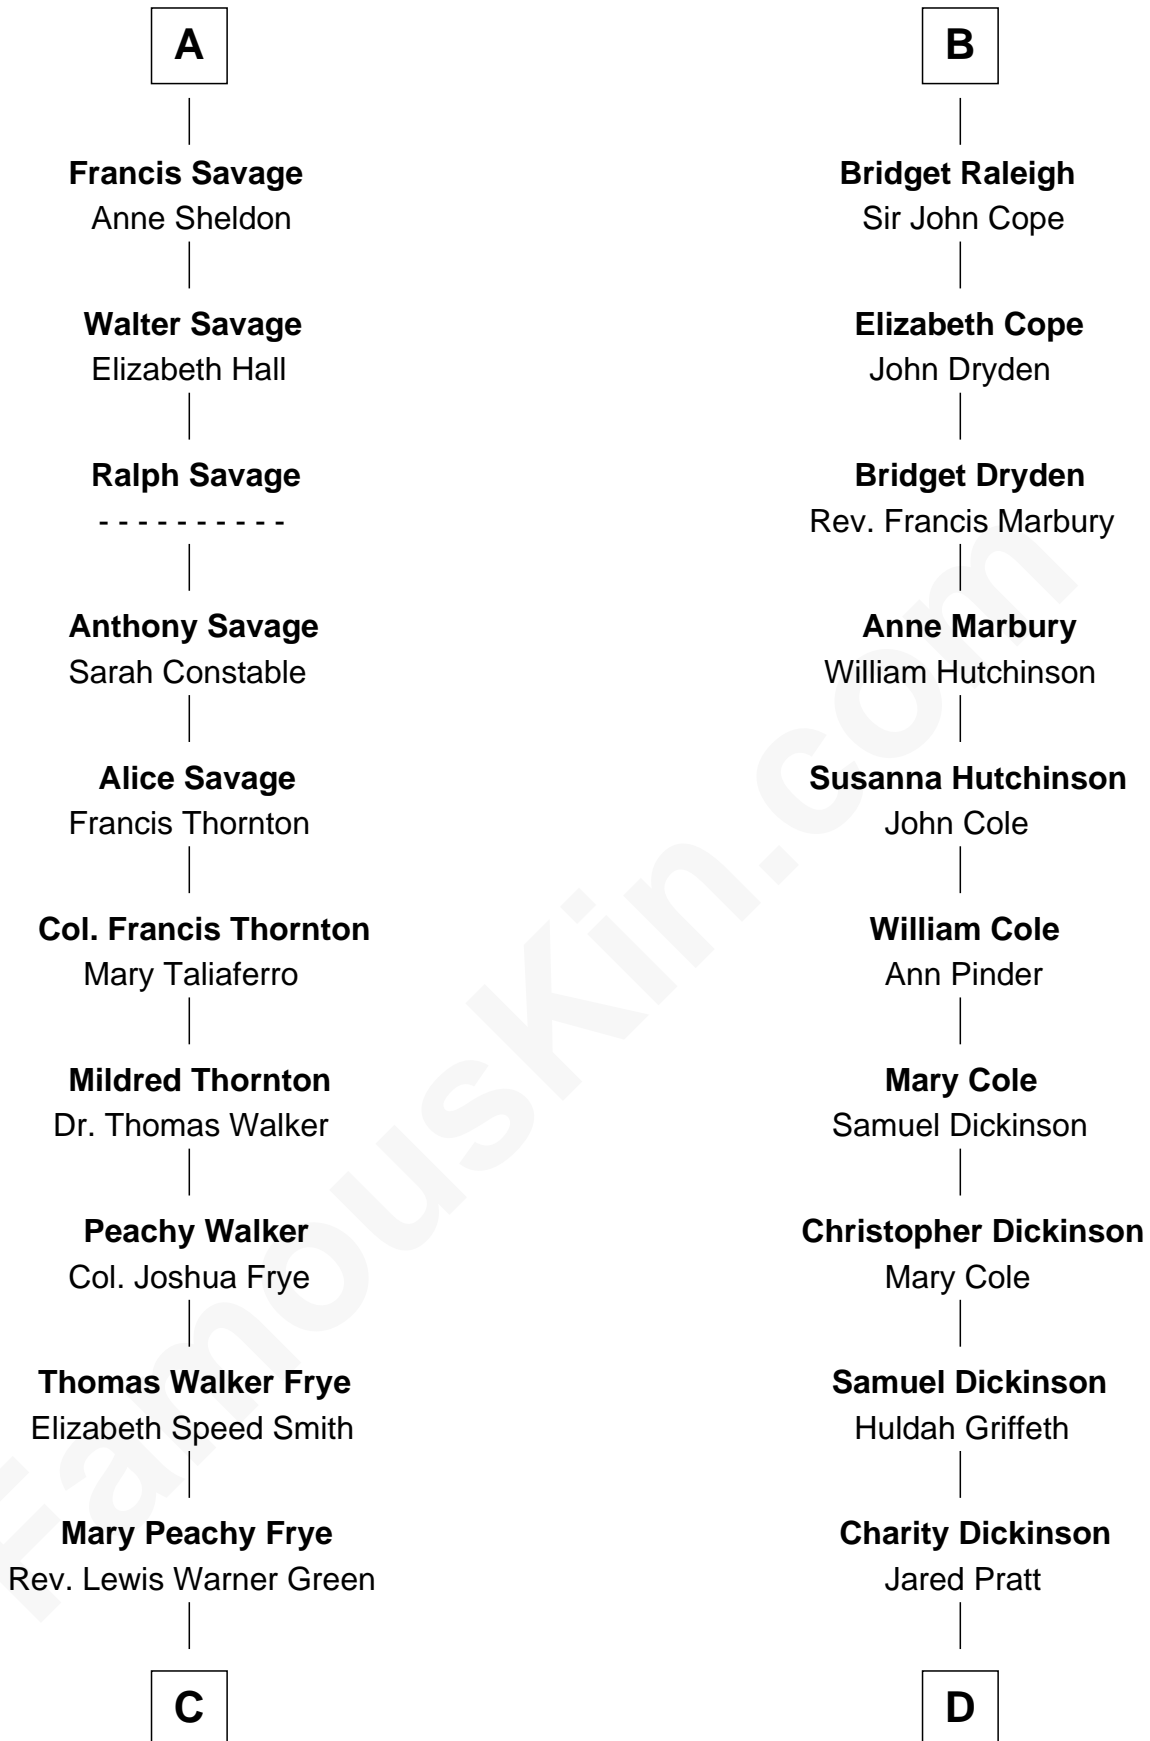 A
Francis Savage
Anne Sheldon
Walter Savage
Elizabeth Hall
Ralph Savage
- - - - - - - - - -
Anthony Savage
Sarah Constable
Alice Savage
Francis Thornton
Col. Francis Thornton
Mary Taliaferro
Mildred Thornton
Dr. Thomas Walker
Peachy Walker
Col. Joshua Frye
Thomas Walker Frye
Elizabeth Speed Smith
Mary Peachy Frye
Rev. Lewis Warner Green
C
B
Bridget Raleigh
Sir John Cope
Elizabeth Cope
John Dryden
Bridget Dryden
Rev. Francis Marbury
Anne Marbury
William Hutchinson
Susanna Hutchinson
John Cole
William Cole
Ann Pinder
Mary Cole
Samuel Dickinson
Christopher Dickinson
Mary Cole
Samuel Dickinson
Huldah Griffeth
Charity Dickinson
Jared Pratt
D
FamousKin.com